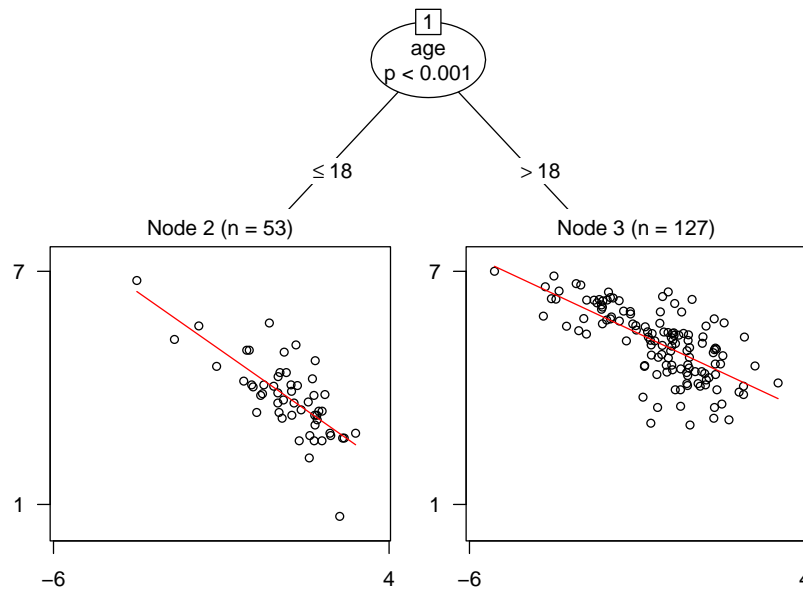 1
age
p < 0.001
≤ 18
> 18
Node 2 (n = 53)
Node 3 (n = 127)
7
1
−6
4
7
1
−6
4